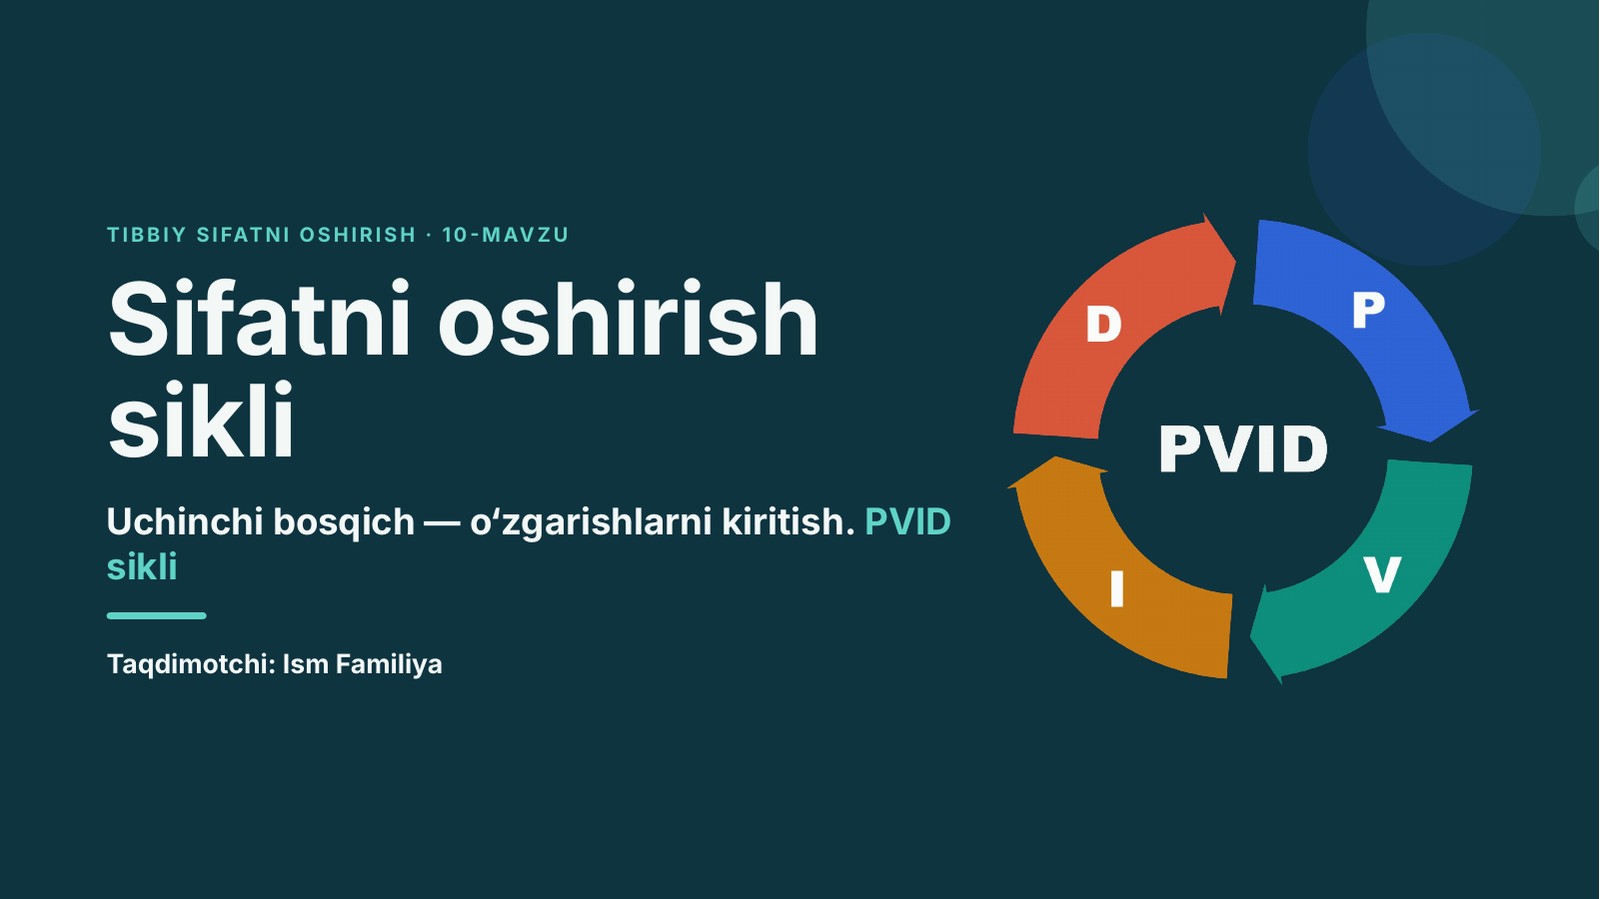 TIBBIY SIFATNI OSHIRISH · 10-MAVZU
Sifatni oshirish
sikli
Uchinchi bosqich — o‘zgarishlarni kiritish. PVID
sikli
Taqdimotchi: Ism Familiya
D
P
PVID
I
V